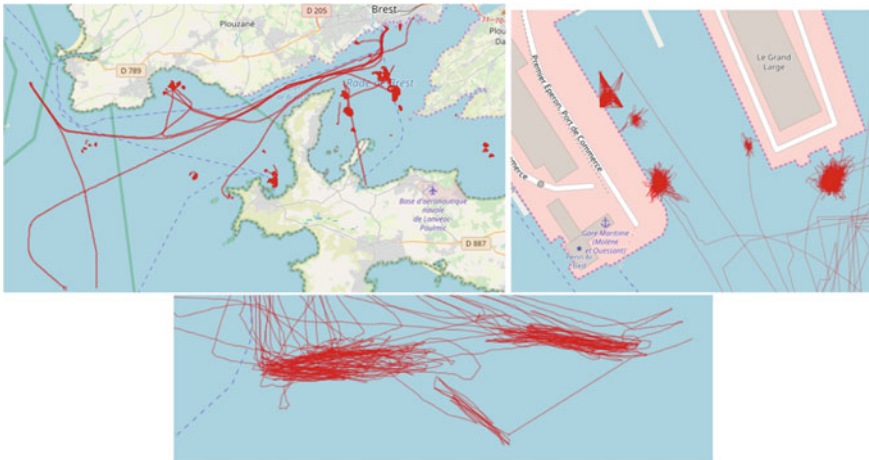 Brest
D 205
Plouzané
Plou
Da
D 789
Rade
Brest
Base d'aéronautique
navale
de Lanvéoc
Poulmic
D 887
Premier Éperon, Port de Commerce
Le Grand
Large
ommerce
Gare Maritime
(Molène
et Ouessant)